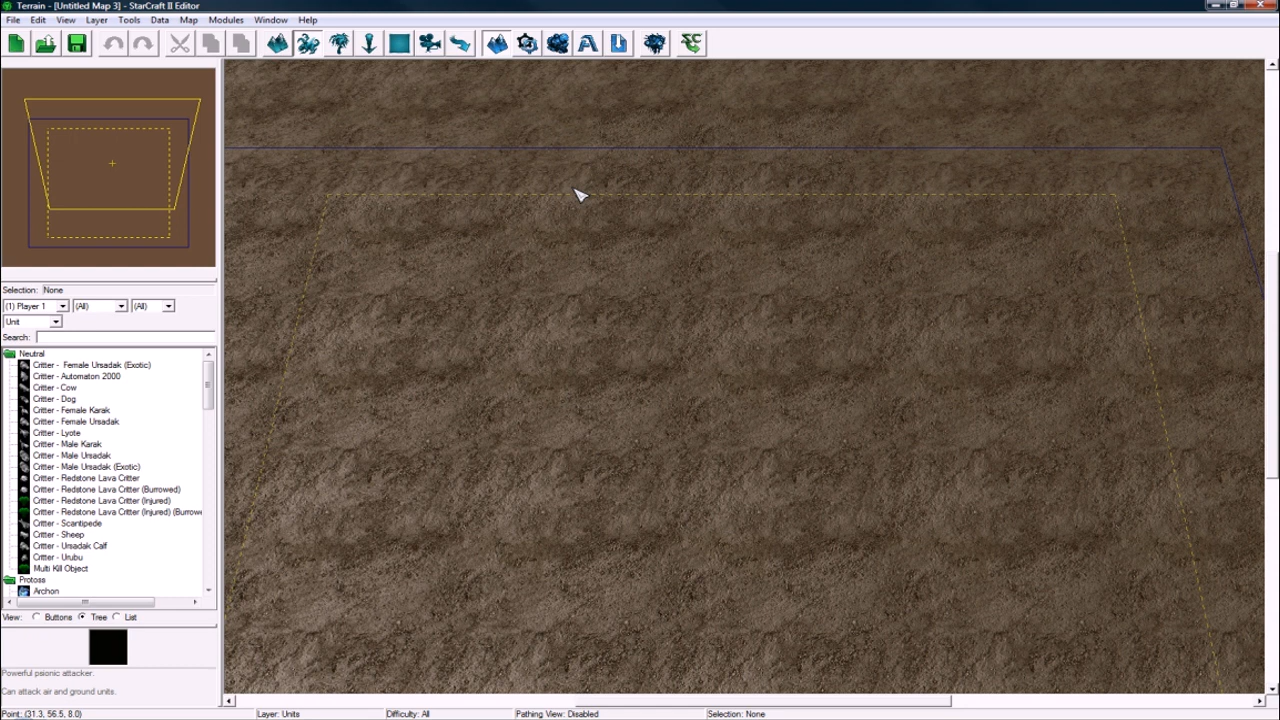 Terrain - [Untitled Map 3] - StarCraft II Editor
File Edit View Layer Tools Data Map Modules Window Help
Selection: None
(1) Player 1 (All) (All)
Unit
Search:
Neutral
Critter - Female Ursadak (Exotic)
Critter - Automaton 2000
Critter - Cow
Critter - Dog
Critter - Female Karak
Critter - Female Ursadak
Critter - Lyote
Critter - Male Karak
Critter - Male Ursadak
Critter - Male Ursadak (Exotic)
Critter - Redstone Lava Critter
Critter - Redstone Lava Critter (Burrowed)
Critter - Redstone Lava Critter (Injured)
Critter - Redstone Lava Critter (Injured) (Burrowe
Critter - Scantipede
Critter - Sheep
Critter - Ursadak Calf
Critter - Urubu
Multi Kill Object
Protoss
Archon
View: Buttons Tree List
Powerful psionic attacker.
Can attack air and ground units.
Point: (31.3, 56.5, 8.0) Layer: Units Difficulty: All Pathing View: Disabled Selection: None